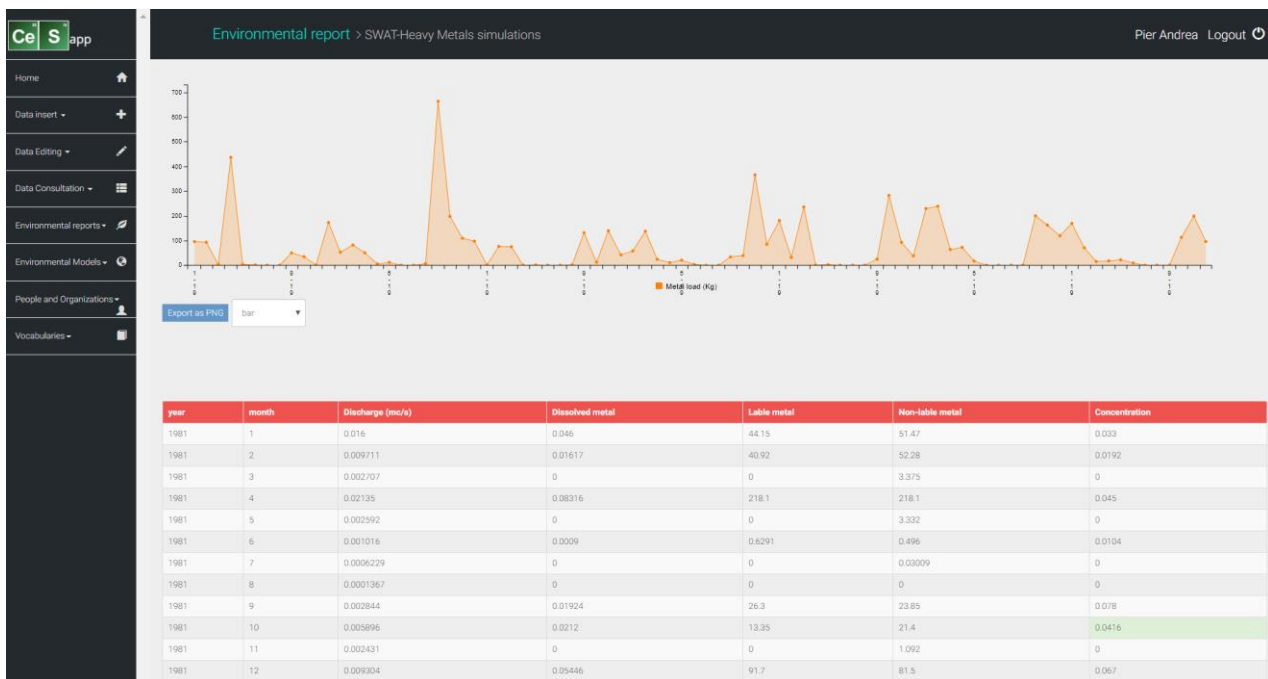 Ce S app
Environmental report > SWAT-Heavy Metals simulations
Pier Andrea Logout
Home
Data insert
Data Editing
Data Consultation
Environmental reports
Environmental Models
People and Organizations
Vocabularies
700
600
500
400
300
200
100
0
Metal load (Kg)
Export as PNG bar
year month Discharge (mc/s) Dissolved metal Lable metal Non-lable metal Concentration
1981 1 0.016 0.046 44.15 51.47 0.033
1981 2 0.009711 0.01617 40.92 52.28 0.0192
1981 3 0.002707 0 0 3.375 0
1981 4 0.02135 0.08316 218.1 218.1 0.045
1981 5 0.002592 0 0 3.332 0
1981 6 0.001016 0.0009 0.6291 0.496 0.0104
1981 7 0.0006229 0 0 0.03009 0
1981 8 0.0001367 0 0 0 0
1981 9 0.002844 0.01924 26.3 23.85 0.078
1981 10 0.005896 0.0212 13.35 21.4 0.0416
1981 11 0.002431 0 0 1.092 0
1981 12 0.009304 0.05446 91.7 81.5 0.067